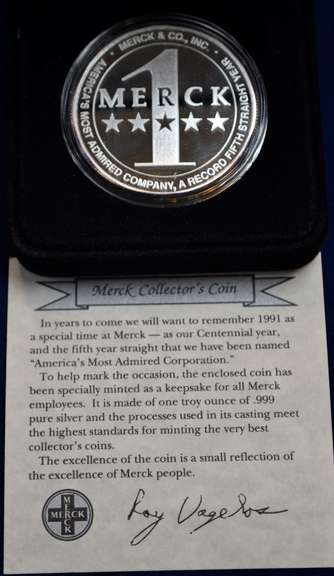 MERCK & CO., INC.
AMERICA'S MOST ADMIRED COMPANY, A RECORD FIFTH STRAIGHT YEAR
1
MERCK
Merck Collector's Coin
In years to come we will want to remember 1991 as
a special time at Merck — as our Centennial year,
and the fifth year straight that we have been named
"America's Most Admired Corporation."
To help mark the occasion, the enclosed coin has
been specially minted as a keepsake for all Merck
employees. It is made of one troy ounce of .999
pure silver and the processes used in its casting meet
the highest standards for minting the very best
collector's coins.
The excellence of the coin is a small reflection of
the excellence of Merck people.
MERCK
MERCK
Roy Vagelos